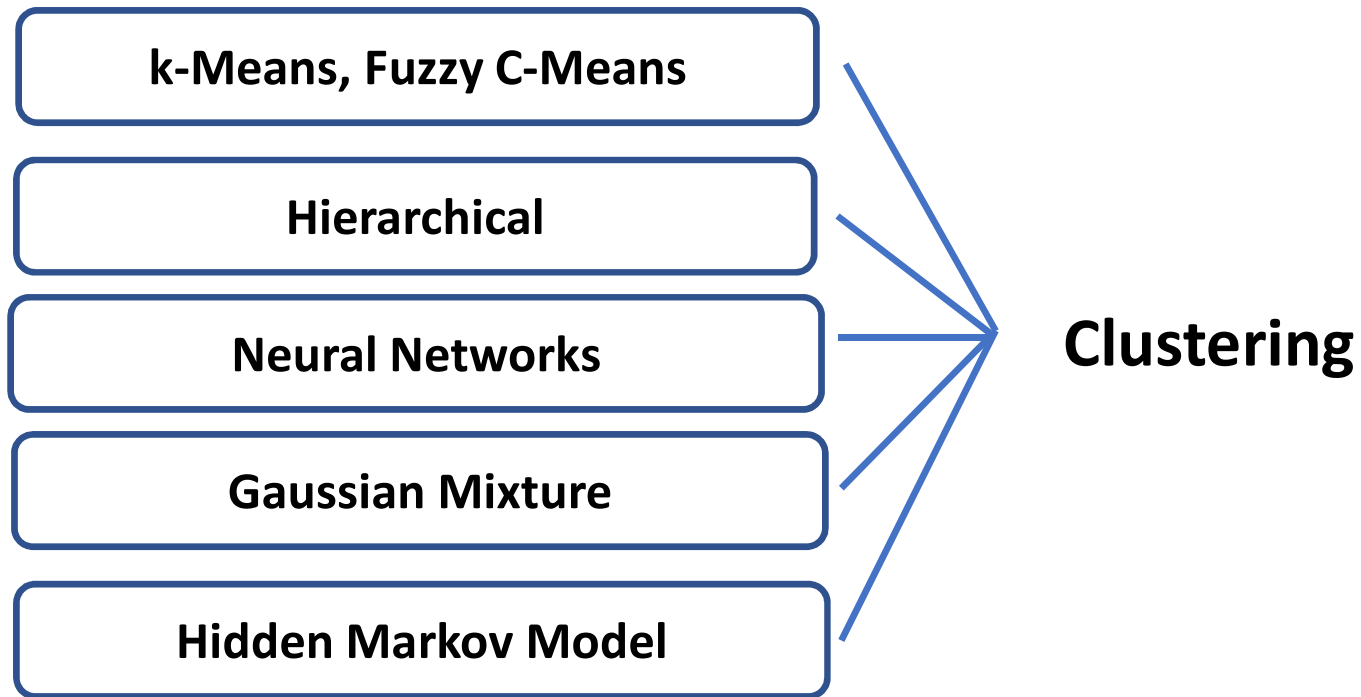 k-Means, Fuzzy C-Means
Hierarchical
Neural Networks
Clustering
Gaussian Mixture
Hidden Markov Model